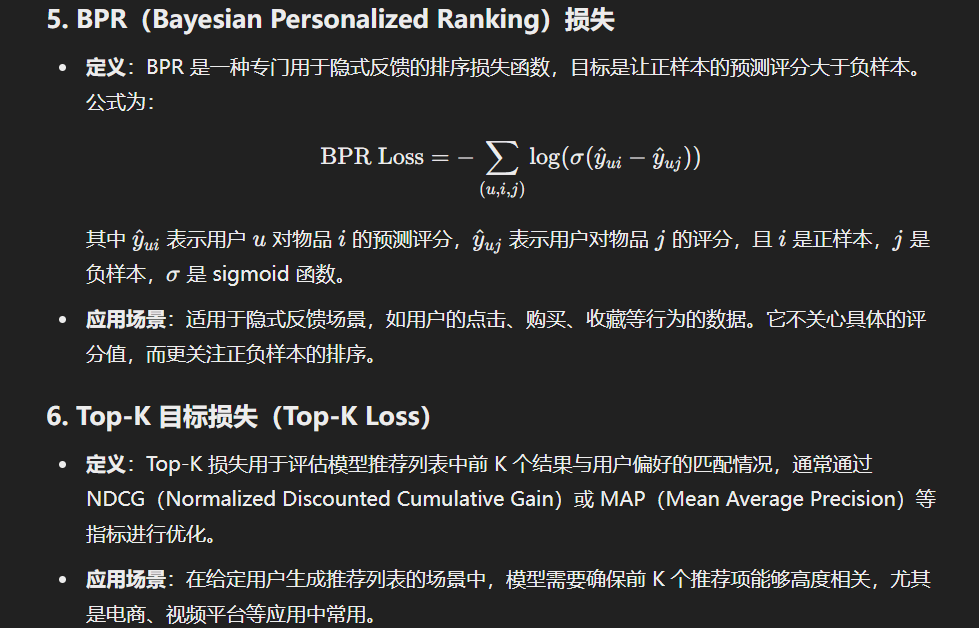 5. BPR（Bayesian Personalized Ranking）损失
• 定义：BPR 是一种专门用于隐式反馈的排序损失函数，目标是让正样本的预测评分大于负样本。
公式为：
BPR Loss = − ∑_{(u,i,j)} log(σ(ŷ_{ui} − ŷ_{uj}))
其中 ŷ_{ui} 表示用户 u 对物品 i 的预测评分，ŷ_{uj} 表示用户对物品 j 的评分，且 i 是正样本，j 是
负样本，σ 是 sigmoid 函数。
• 应用场景：适用于隐式反馈场景，如用户的点击、购买、收藏等行为的数据。它不关心具体的评
分值，而更关注正负样本的排序。
6. Top-K 目标损失（Top-K Loss）
• 定义：Top-K 损失用于评估模型推荐列表中前 K 个结果与用户偏好的匹配情况，通常通过
NDCG（Normalized Discounted Cumulative Gain）或 MAP（Mean Average Precision）等
指标进行优化。
• 应用场景：在给定用户生成推荐列表的场景中，模型需要确保前 K 个推荐项能够高度相关，尤其
是电商、视频平台等应用中常用。